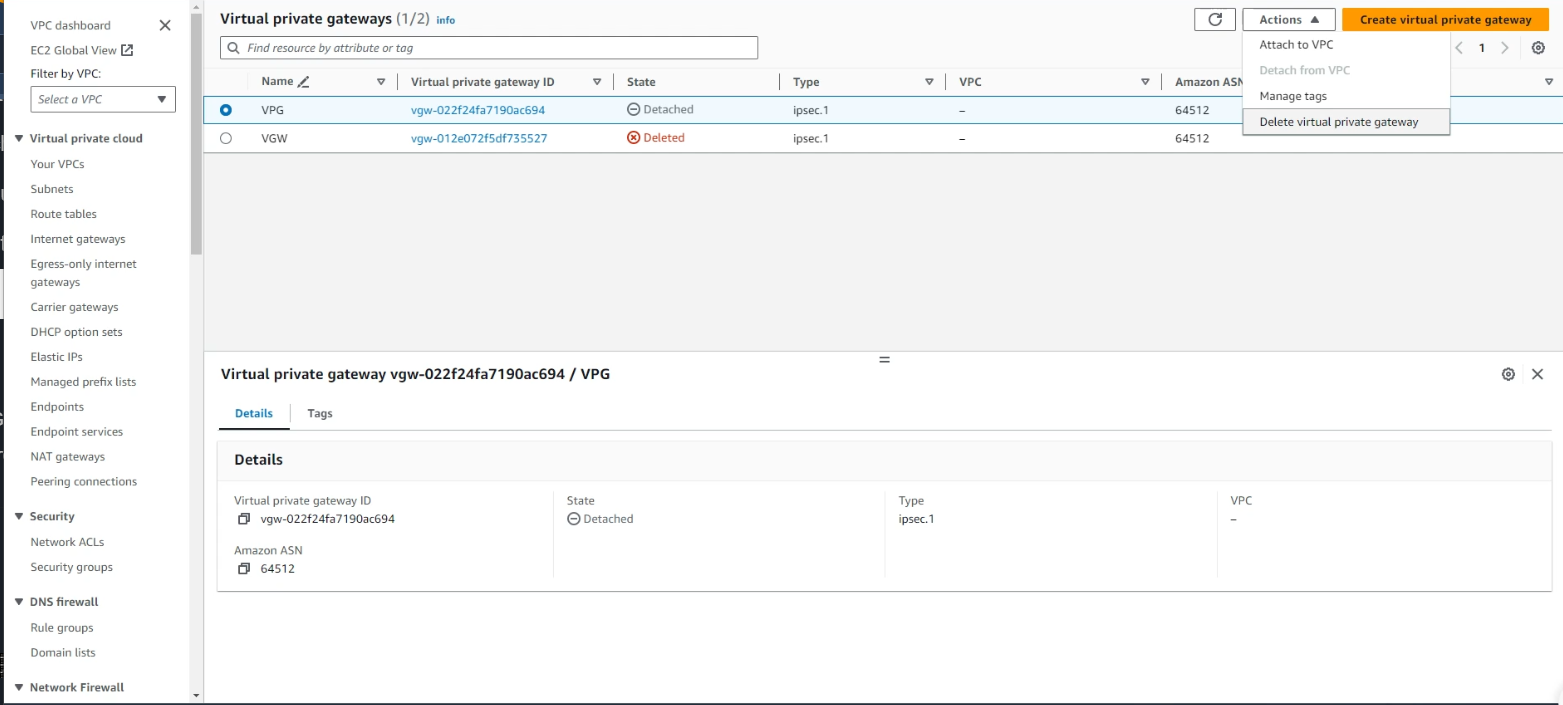 VPC dashboard
EC2 Global View
Filter by VPC:
Select a VPC
Virtual private cloud
Your VPCs
Subnets
Route tables
Internet gateways
Egress-only internet
gateways
Carrier gateways
DHCP option sets
Elastic IPs
Managed prefix lists
Endpoints
Endpoint services
NAT gateways
Peering connections
Security
Network ACLs
Security groups
DNS firewall
Rule groups
Domain lists
Network Firewall
Virtual private gateways (1/2) info
Actions
Create virtual private gateway
Find resource by attribute or tag
1
Attach to VPC
Detach from VPC
Manage tags
Delete virtual private gateway
Name Virtual private gateway ID State Type VPC Amazon ASN
VPG vgw-022f24fa7190ac694 Detached ipsec.1 – 64512
VGW vgw-012e072f5df735527 Deleted ipsec.1 – 64512
Virtual private gateway vgw-022f24fa7190ac694 / VPG
Details Tags
Details
Virtual private gateway ID State Type VPC
vgw-022f24fa7190ac694 Detached ipsec.1 –
Amazon ASN
64512